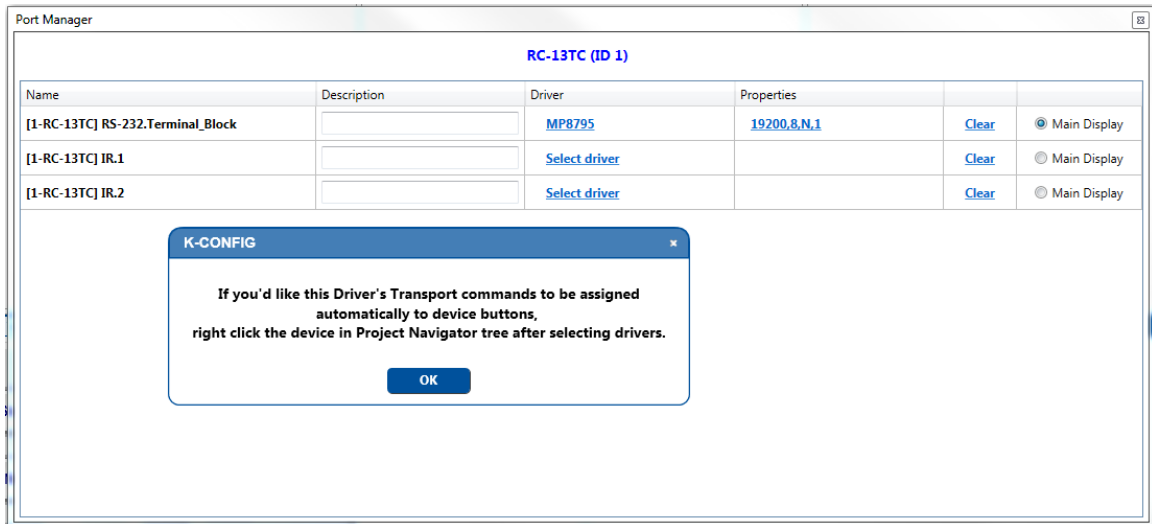 Port Manager
RC-13TC (ID 1)
Name Description Driver Properties
[1-RC-13TC] RS-232.Terminal_Block MP8795 19200,8,N,1 Clear Main Display
[1-RC-13TC] IR.1 Select driver Clear Main Display
[1-RC-13TC] IR.2 Select driver Clear Main Display
K-CONFIG
If you'd like this Driver's Transport commands to be assigned
automatically to device buttons,
right click the device in Project Navigator tree after selecting drivers.
OK